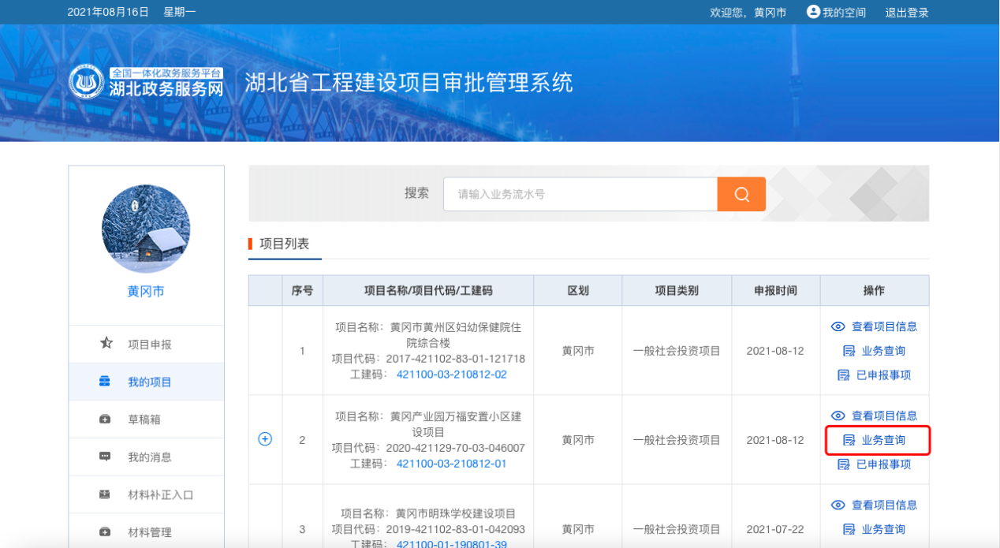 2021年08月16日 星期一 欢迎您，黄冈市 我的空间 退出登录
全国一体化政务服务平台
湖北政务服务网
湖北省工程建设项目审批管理系统
黄冈市
项目申报
我的项目
草稿箱
我的消息
材料补正入口
材料管理
搜索 请输入业务流水号
项目列表
序号 项目名称/项目代码/工建码 区划 项目类别 申报时间 操作
1 项目名称：黄冈市黄州区妇幼保健院住
院综合楼
项目代码：2017-421102-83-01-121718
工建码：421100-03-210812-02
黄冈市 一般社会投资项目 2021-08-12
查看项目信息
业务查询
已申报事项
2 项目名称：黄冈产业园万福安置小区建
设项目
项目代码：2020-421129-70-03-046007
工建码：421100-03-210812-01
黄冈市 一般社会投资项目 2021-08-12
查看项目信息
业务查询
已申报事项
3 项目名称：黄冈市明珠学校建设项目
项目代码：2019-421102-83-01-042093
工建码：421100-01-190801-39
黄冈市 一般社会投资项目 2021-07-22
查看项目信息
业务查询